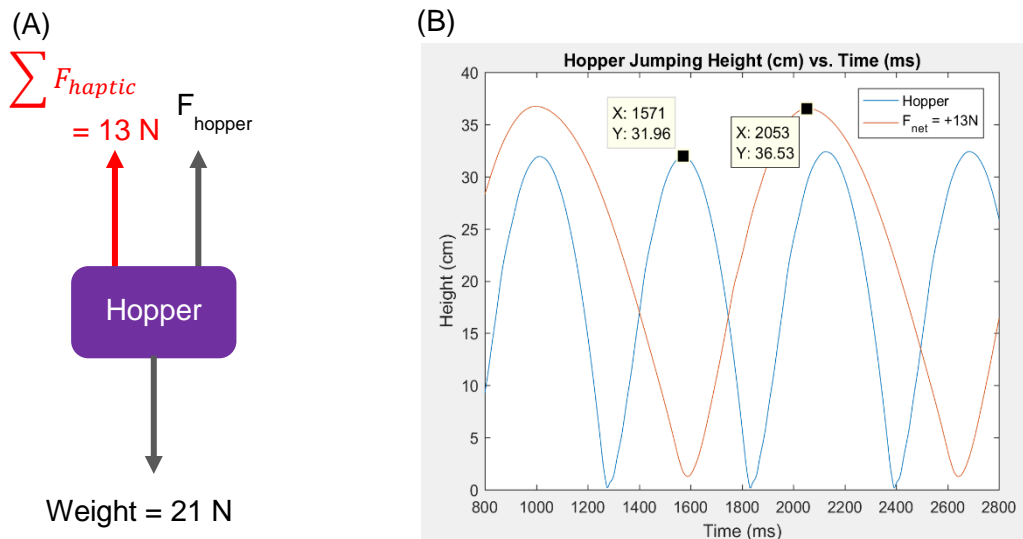 (A)
∑ F_haptic
= 13 N
F_hopper
Hopper
Weight = 21 N
(B)
Hopper Jumping Height (cm) vs. Time (ms)
Height (cm)
40
35
30
25
20
15
10
5
0
X: 1571
Y: 31.96
X: 2053
Y: 36.53
Hopper
F_net = +13N
800 1000 1200 1400 1600 1800 2000 2200 2400 2600 2800
Time (ms)